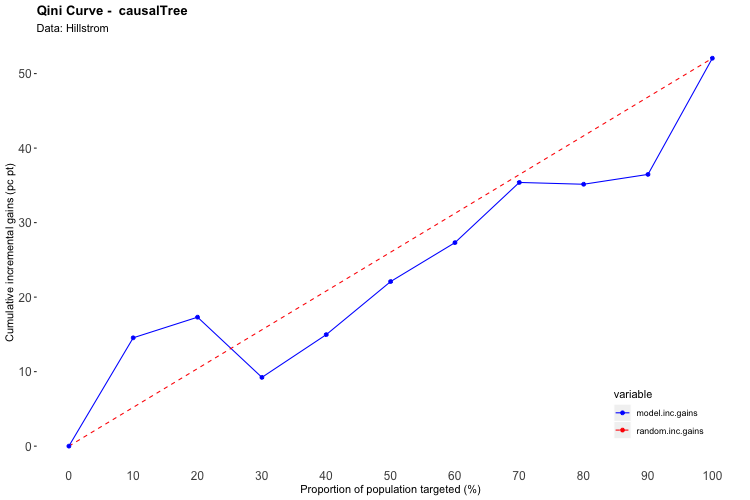 Qini Curve - causalTree
Data: Hillstrom
Cumulative incremental gains (pc pt)
50
40
30
20
10
0
variable
model.inc.gains
random.inc.gains
0 10 20 30 40 50 60 70 80 90 100
Proportion of population targeted (%)